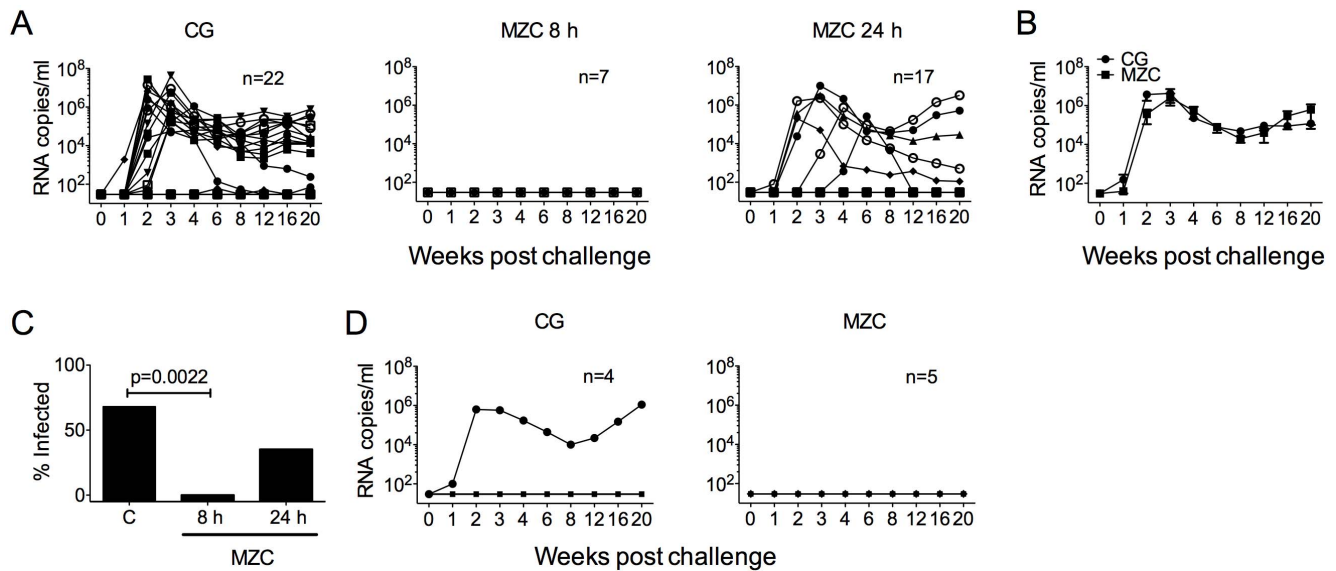 A
CG
MZC 8 h
MZC 24 h
RNA copies/ml
10^8
10^6
10^4
10^2
n=22
0 1 2 3 4 6 8 12 16 20
10^8
10^6
10^4
10^2
n=7
0 1 2 3 4 6 8 12 16 20
10^8
10^6
10^4
10^2
n=17
0 1 2 3 4 6 8 12 16 20
Weeks post challenge
B
CG
MZC
RNA copies/ml
10^8
10^6
10^4
10^2
0 1 2 3 4 6 8 12 16 20
Weeks post challenge
C
% Infected
100
50
0
p=0.0022
C 8 h 24 h
MZC
D
CG
MZC
RNA copies/ml
10^8
10^6
10^4
10^2
n=4
0 1 2 3 4 6 8 12 16 20
10^8
10^6
10^4
10^2
n=5
0 1 2 3 4 6 8 12 16 20
Weeks post challenge